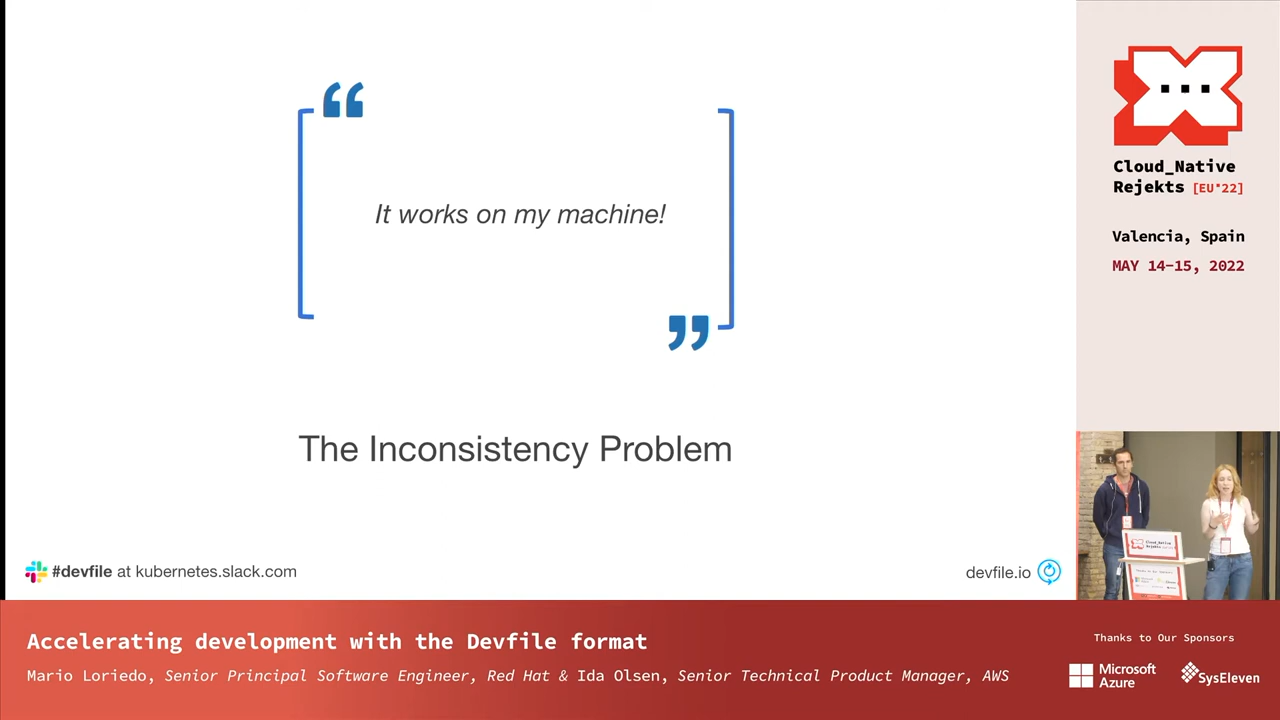 “
It works on my machine!
”
The Inconsistency Problem
#devfile at kubernetes.slack.com
devfile.io
Cloud_Native
Rejekts [EU*22]
Valencia, Spain
MAY 14-15, 2022
Accelerating development with the Devfile format
Mario Loriedo, Senior Principal Software Engineer, Red Hat & Ida Olsen, Senior Technical Product Manager, AWS
Thanks to Our Sponsors
Microsoft
Azure
SysEleven